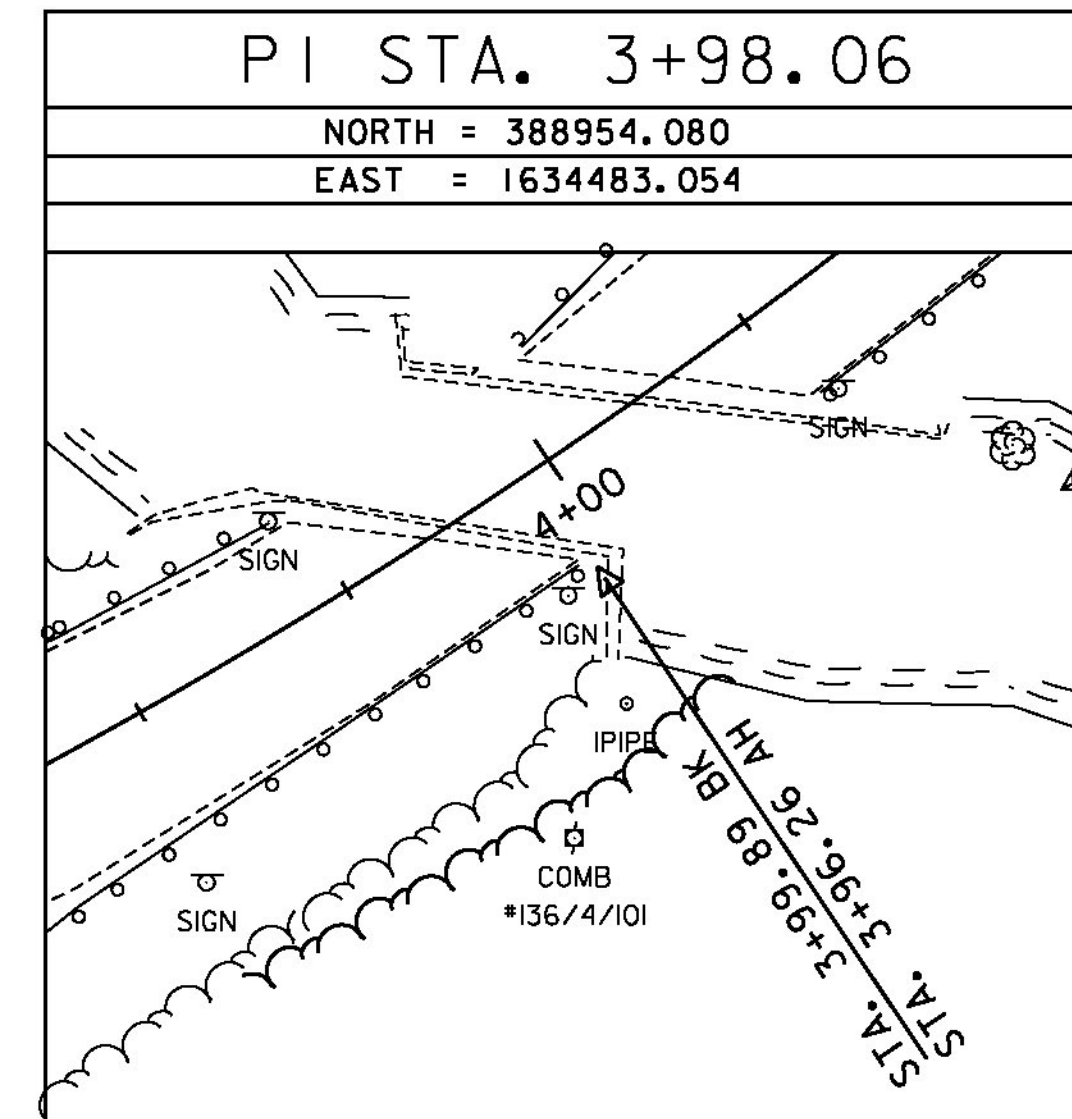 PI STA. 3+98.06
NORTH = 388954.080
EAST = 1634483.054
SIGN
4+00
SIGN
SIGN
IPIPE
COMB
#136/4/101
SIGN
STA. 3+99.89 BK
STA. 3+96.26 AH